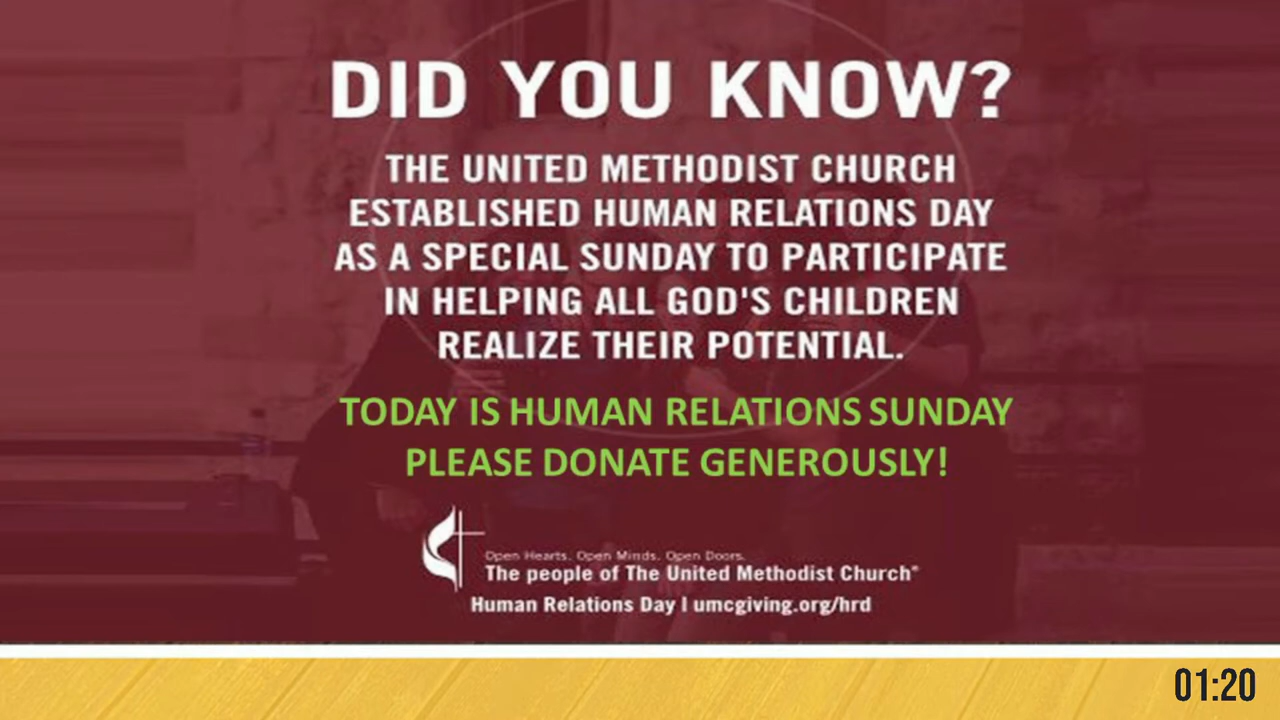 DID YOU KNOW?
THE UNITED METHODIST CHURCH
ESTABLISHED HUMAN RELATIONS DAY
AS A SPECIAL SUNDAY TO PARTICIPATE
IN HELPING ALL GOD'S CHILDREN
REALIZE THEIR POTENTIAL.
TODAY IS HUMAN RELATIONS SUNDAY
PLEASE DONATE GENEROUSLY!
Open Hearts. Open Minds. Open Doors.
The people of The United Methodist Church®
Human Relations Day | umcgiving.org/hrd
01:20